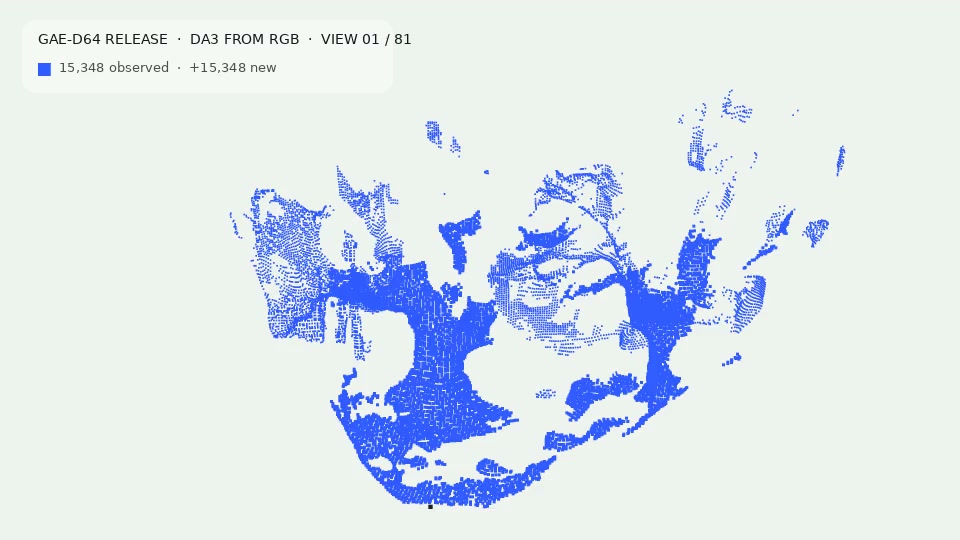 GAE-D64 RELEASE · DA3 FROM RGB · VIEW 01 / 81
15,348 observed · +15,348 new